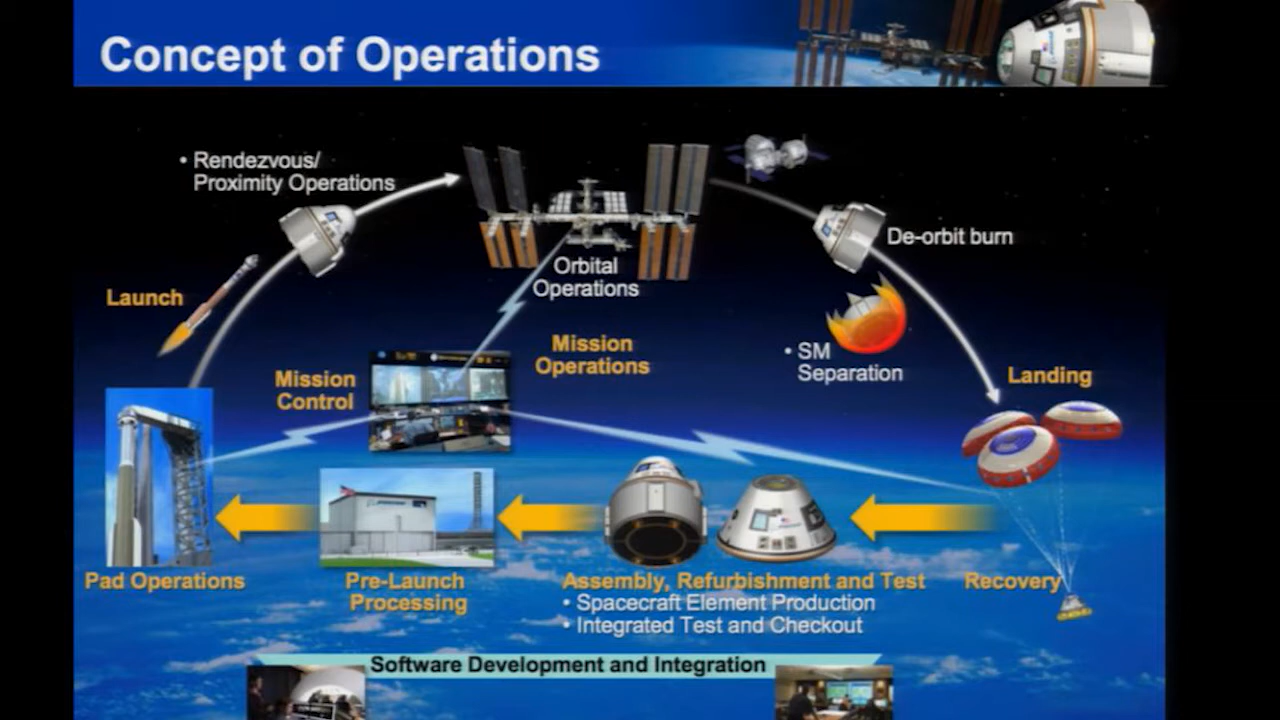 Concept of Operations
• Rendezvous/
Proximity Operations
Orbital
Operations
De-orbit burn
Launch
Mission
Operations
• SM
Separation
Mission
Control
Landing
Pad Operations
Pre-Launch
Processing
Assembly, Refurbishment and Test
• Spacecraft Element Production
• Integrated Test and Checkout
Recovery
Software Development and Integration